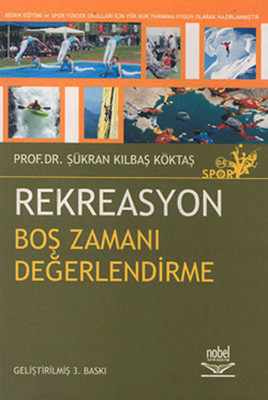 BEDEN EĞİTİMİ ve SPOR YÜKSEK OKULLARI İÇİN YÖK KUR TANIMINA UYGUN OLARAK HAZIRLANMIŞTIR
PROF.DR. ŞÜKRAN KILBAŞ KÖKTAŞ
SPOR
REKREASYON
BOŞ ZAMANI
DEĞERLENDİRME
GELİŞTİRİLMİŞ 3. BASKI
nobel